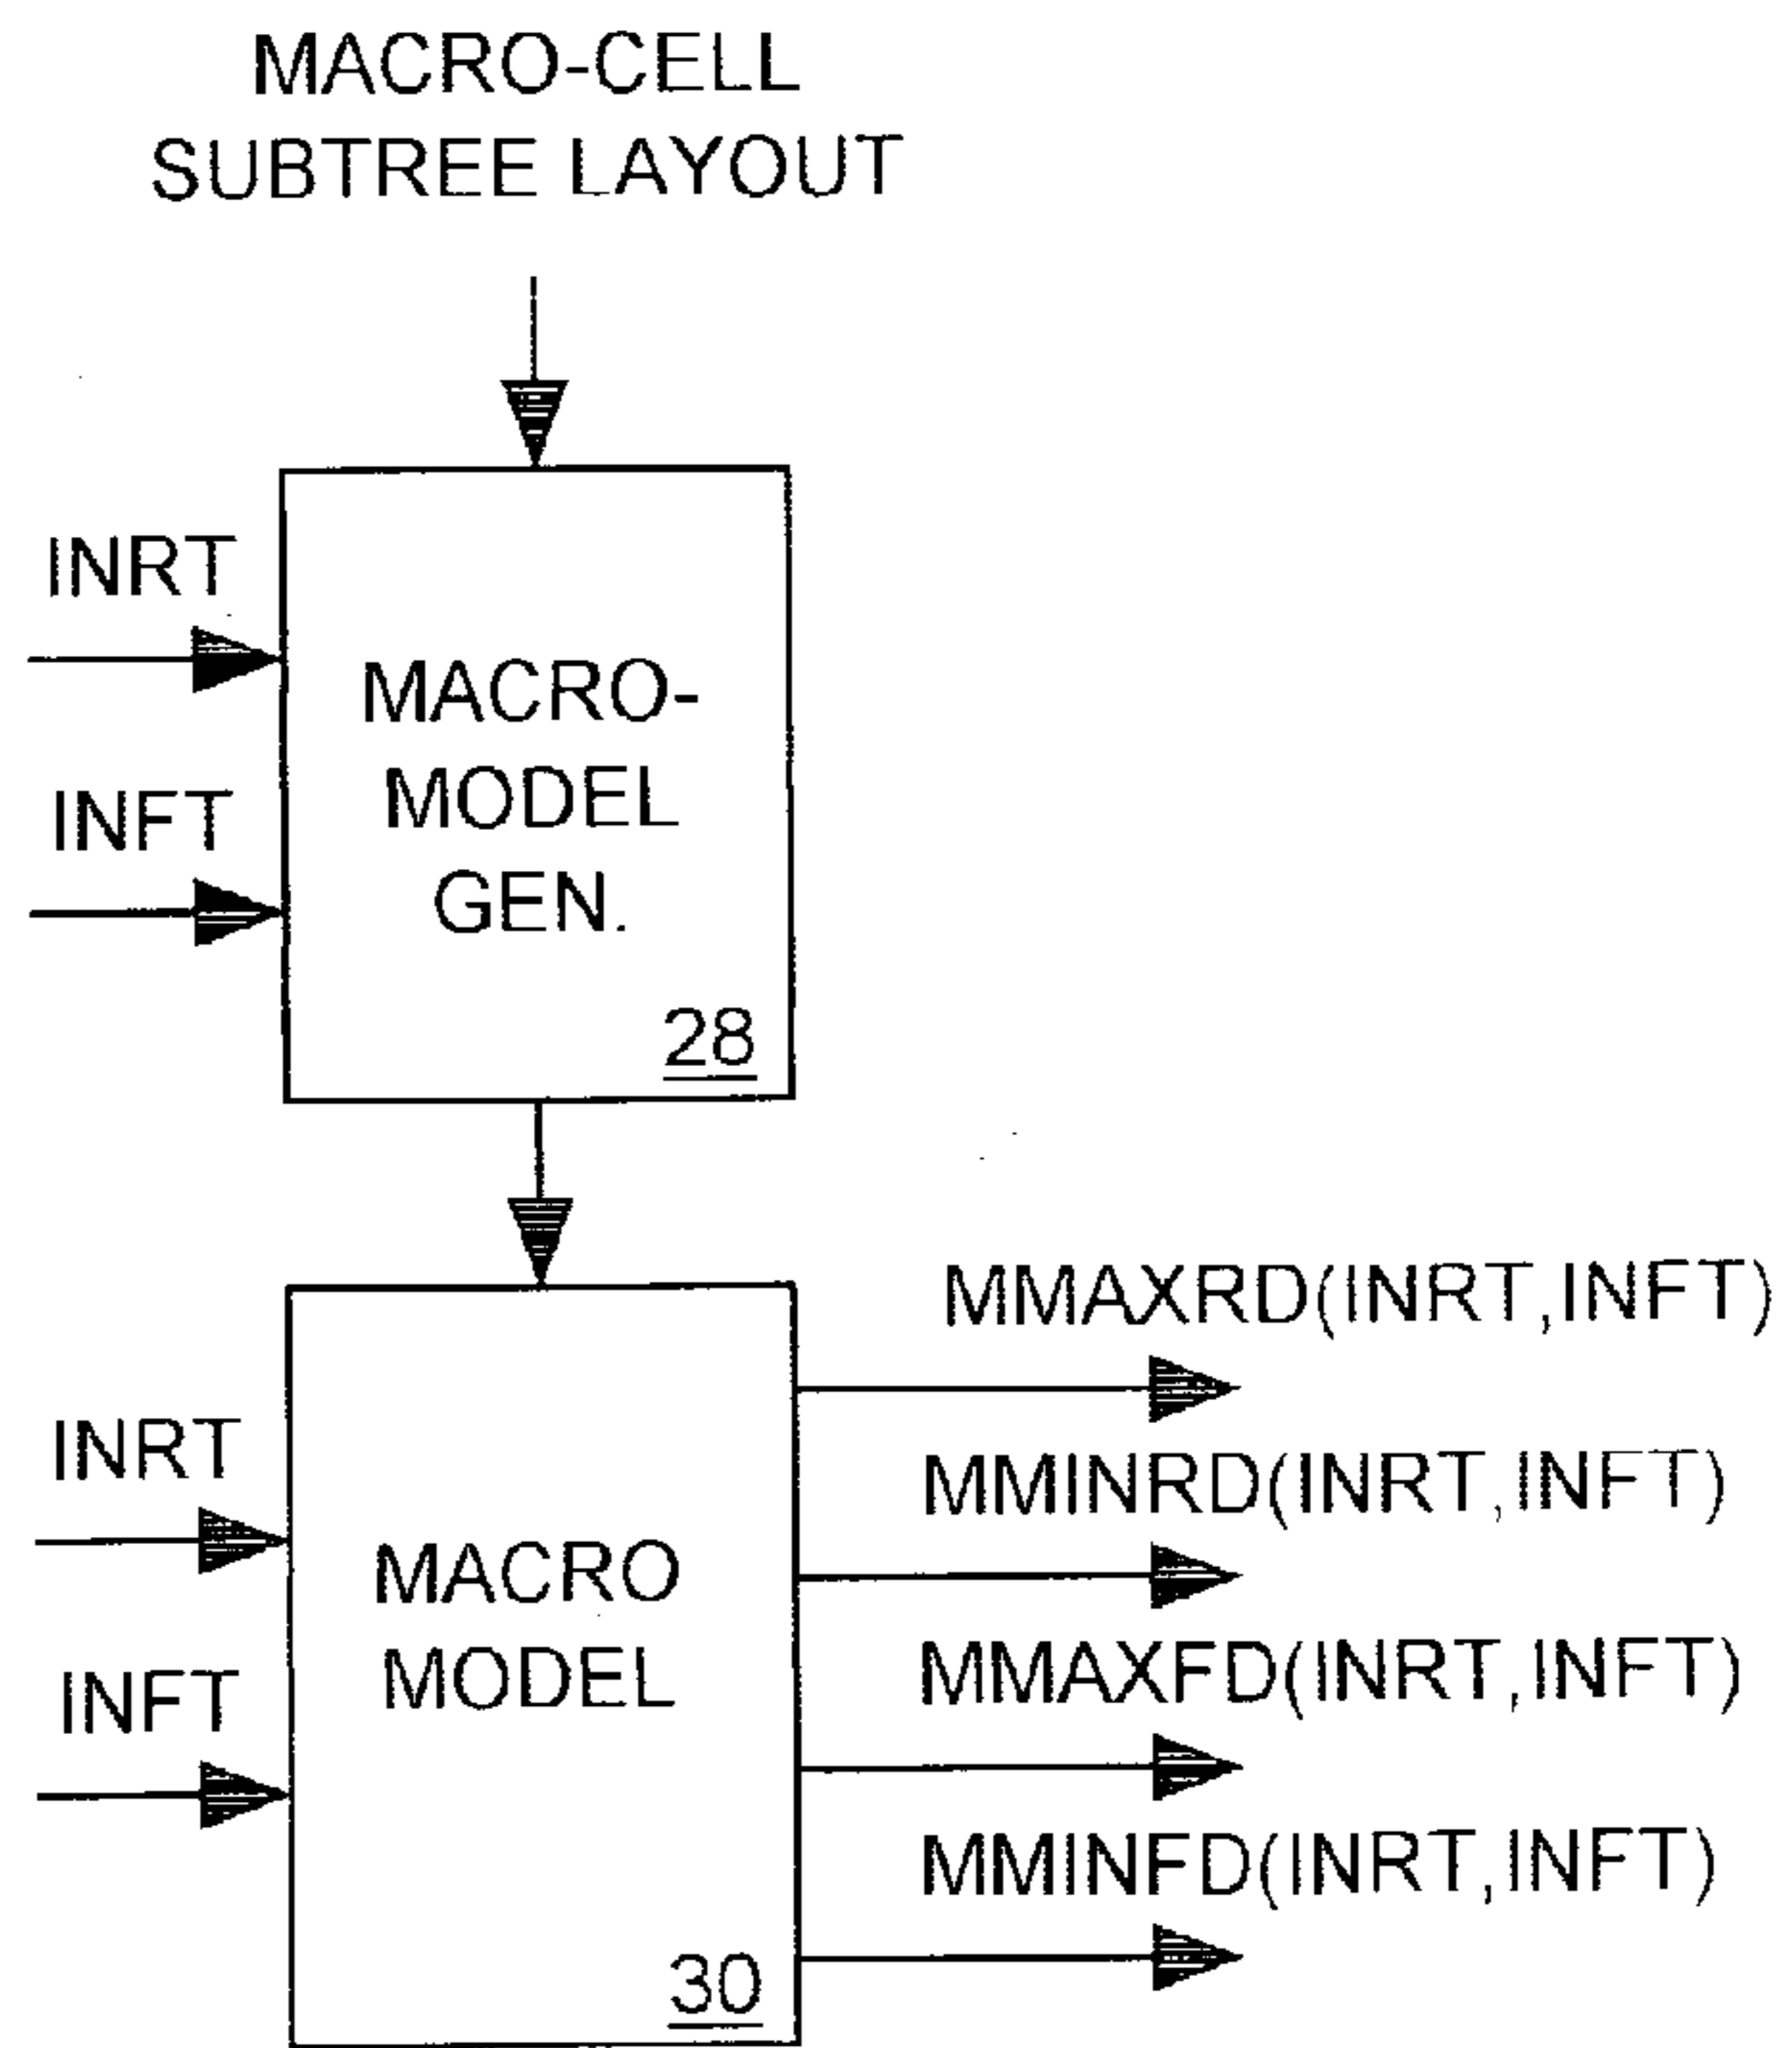 MACRO-CELL
SUBTREE LAYOUT
INRT
INFT
MACRO-
MODEL
GEN.
28
INRT
INFT
MACRO
MODEL
30
MMAXRD(INRT,INFT)
MMINRD(INRT,INFT)
MMAXFD(INRT,INFT)
MMINFD(INRT,INFT)